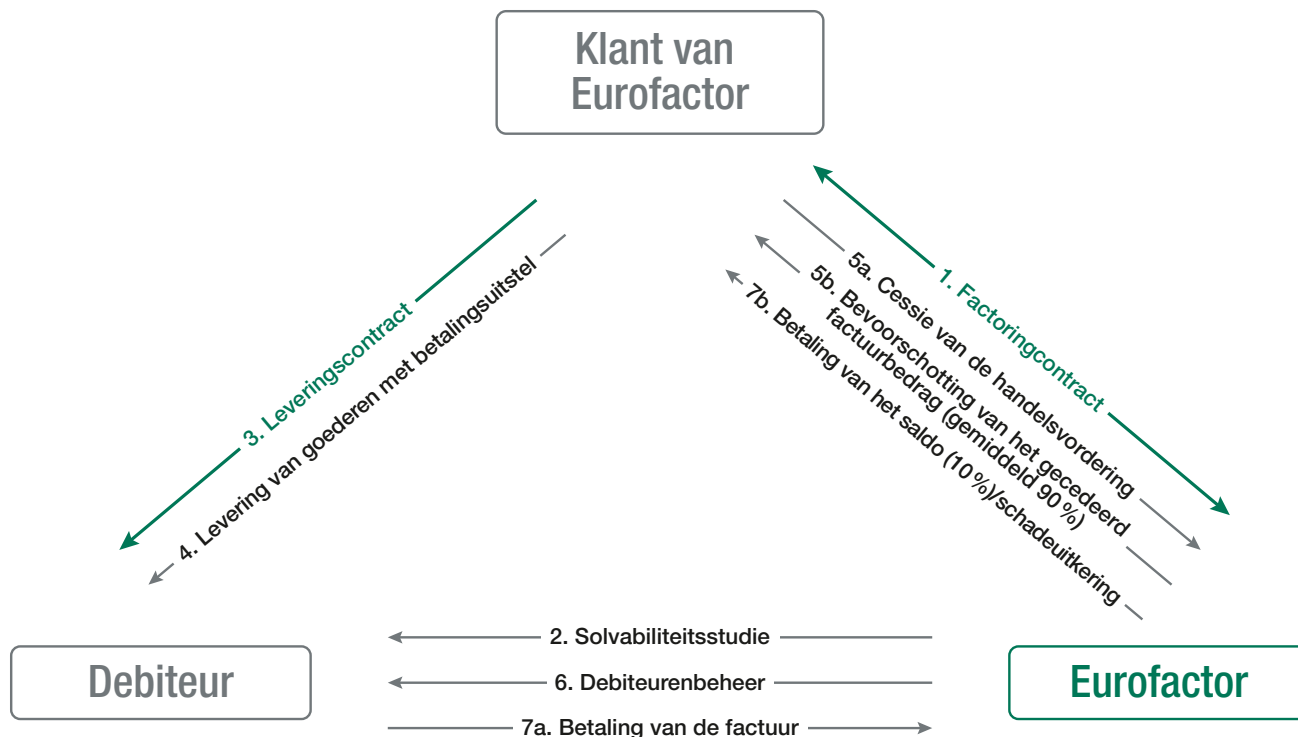 Klant van
Eurofactor
1. Factoringcontract
5a. Cessie van de handelsvordering
5b. Bevoorschotting van het gecedeerd
factuurbedrag (gemiddeld 90%)
7b. Betaling van het saldo (10%)/schadeuitkering
3. Leveringscontract
4. Levering van goederen met betalingsuitstel
2. Solvabiliteitsstudie
6. Debiteurenbeheer
7a. Betaling van de factuur
Debiteur
Eurofactor